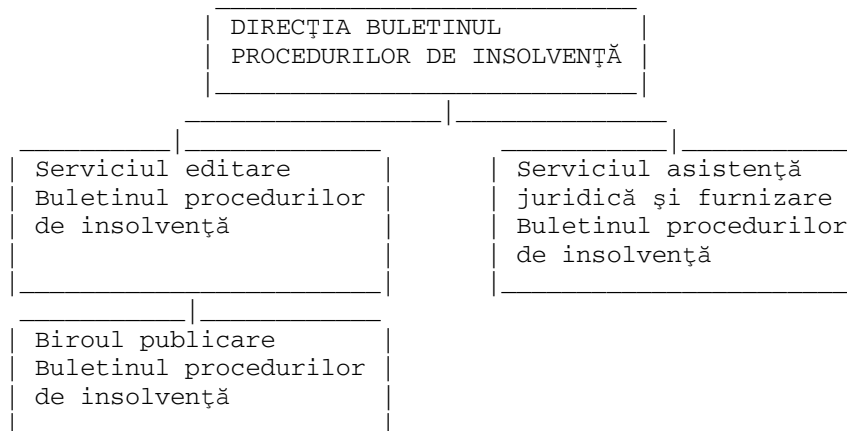 DIRECŢIA BULETINUL
PROCEDURILOR DE INSOLVENŢĂ
Serviciul editare
Buletinul procedurilor
de insolvenţă
Serviciul asistenţă
juridică şi furnizare
Buletinul procedurilor
de insolvenţă
Biroul publicare
Buletinul procedurilor
de insolvenţă